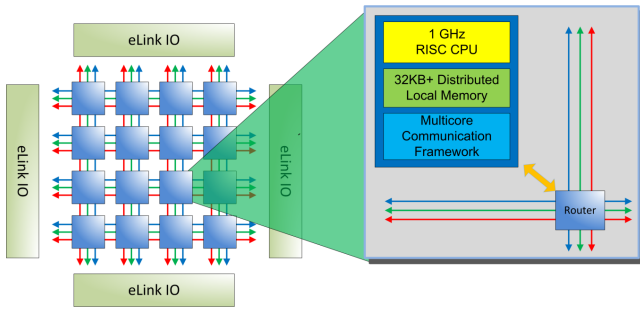 eLink IO
eLink IO
eLink IO
eLink IO
1 GHz
RISC CPU
32KB+ Distributed
Local Memory
Multicore
Communication
Framework
Router